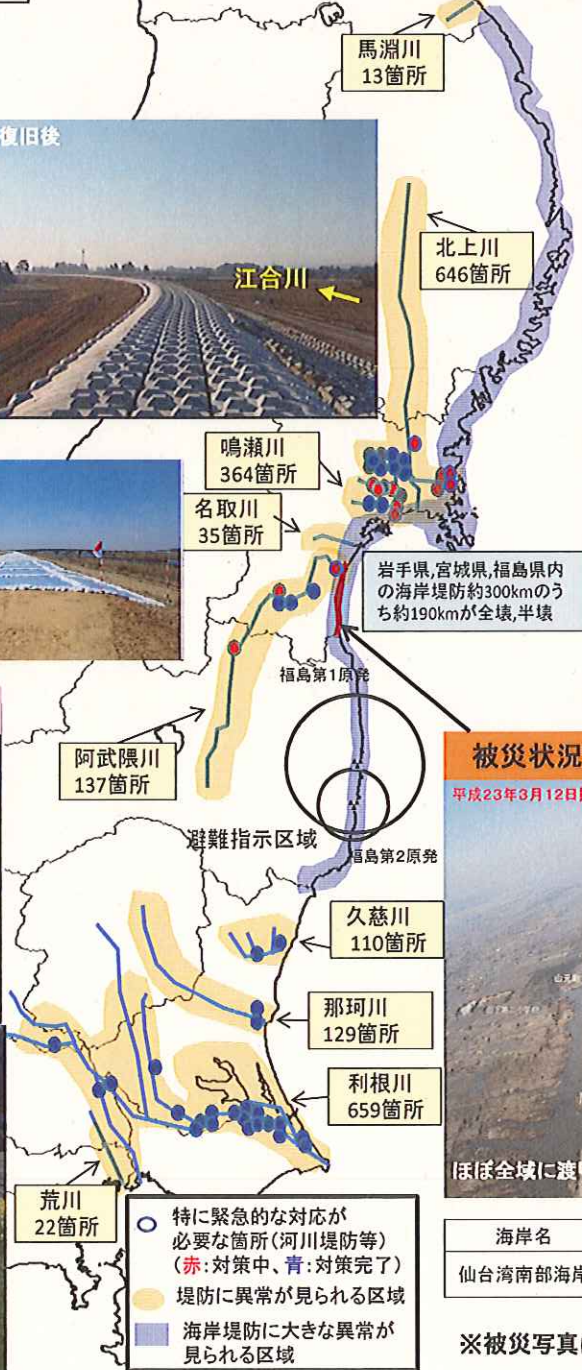 馬淵川
13箇所
復旧後
江合川
北上川
646箇所
鳴瀬川
364箇所
名取川
35箇所
岩手県,宮城県,福島県内
の海岸堤防約300kmのう
ち約190kmが全壊,半壊
福島第1原発
阿武隈川
137箇所
被災状況
平成23年3月12日
避難指示区域
福島第2原発
久慈川
110箇所
那珂川
129箇所
利根川
659箇所
ほぼ全域に渡り
荒川
22箇所
特に緊急的な対応が
必要な箇所(河川堤防等)
(赤:対策中、青:対策完了)
堤防に異常が見られる区域
海岸堤防に大きな異常が
見られる区域
海岸名
仙台湾南部海岸
※被災写真は